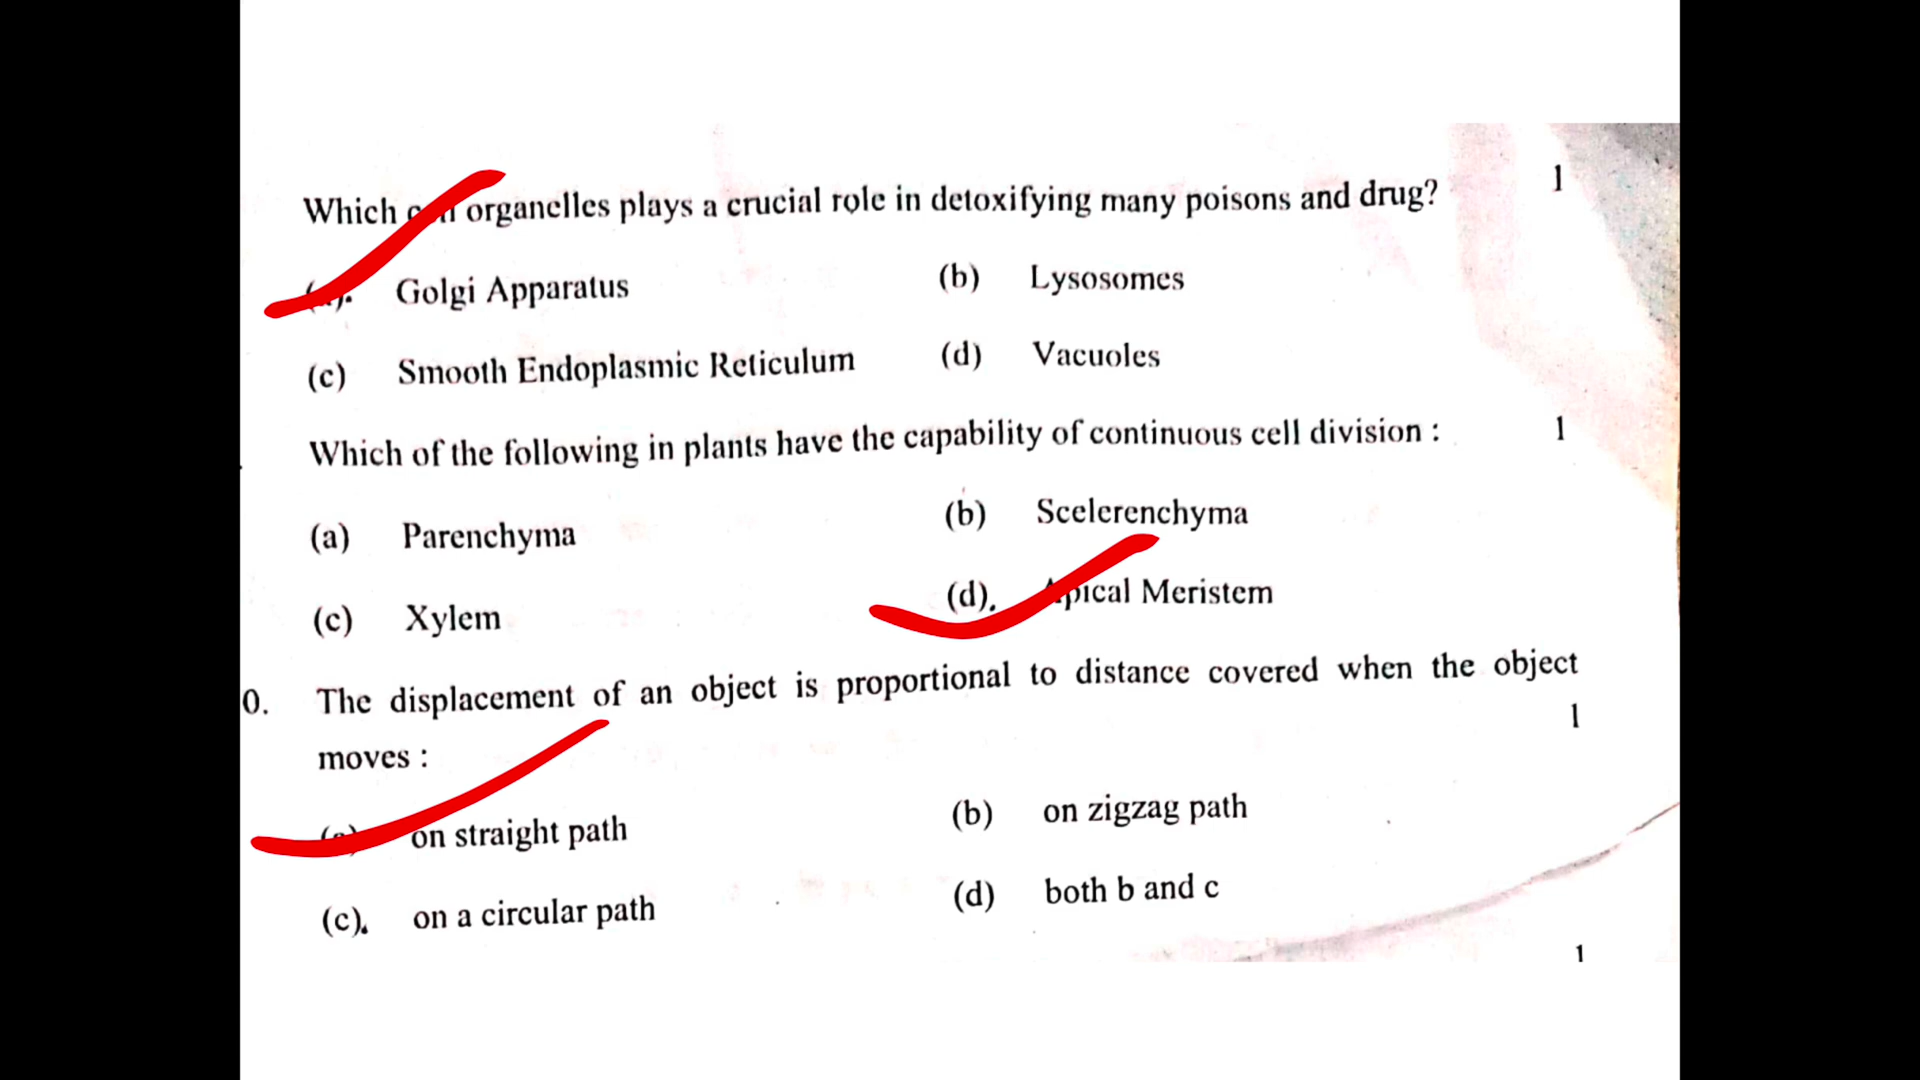 Which organelles plays a crucial role in detoxifying many poisons and drug? 1
Golgi Apparatus (b) Lysosomes
(c) Smooth Endoplasmic Reticulum (d) Vacuoles
Which of the following in plants have the capability of continuous cell division : 1
(a) Parenchyma (b) Scelerenchyma
(c) Xylem (d). Apical Meristem
0. The displacement of an object is proportional to distance covered when the object
moves : 1
(a) on straight path (b) on zigzag path
(c). on a circular path (d) both b and c
1